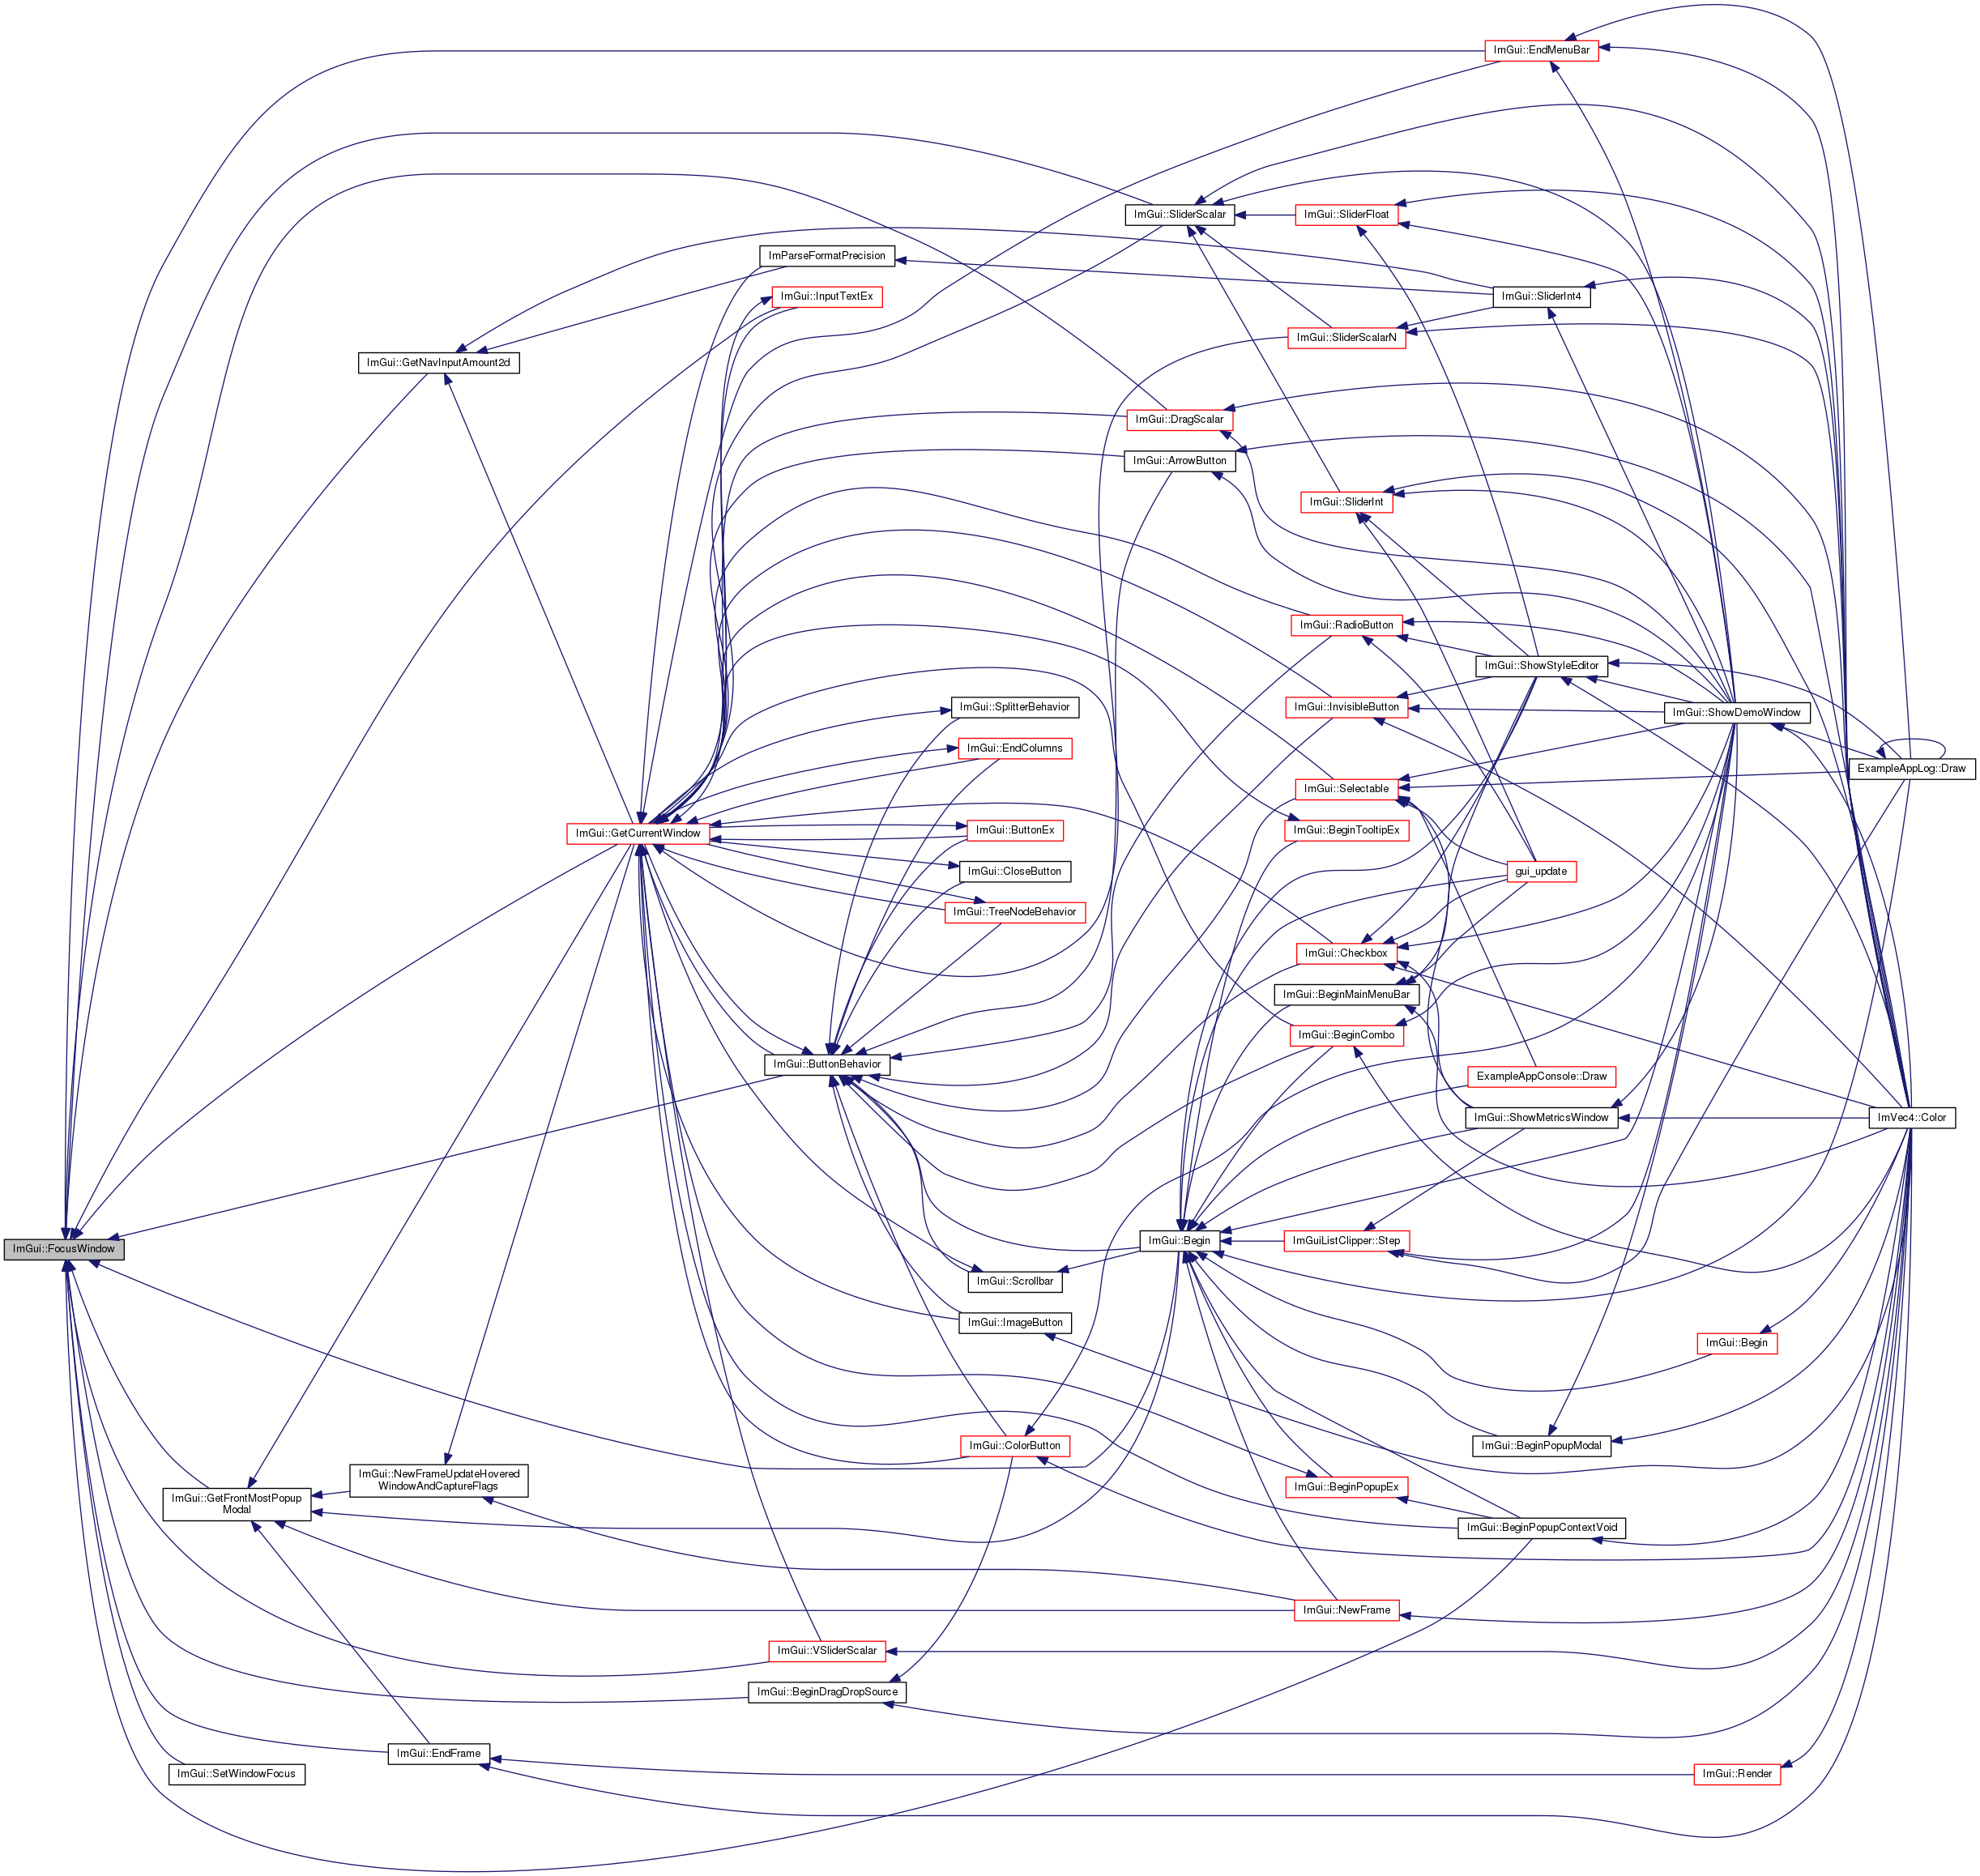 ImGui::EndMenuBar
ImGui::SliderScalar
ImGui::SliderFloat
ImParseFormatPrecision
ImGui::InputTextEx
ImGui::SliderInt4
ImGui::SliderScalarN
ImGui::GetNavInputAmount2d
ImGui::DragScalar
ImGui::ArrowButton
ImGui::SliderInt
ImGui::RadioButton
ImGui::ShowStyleEditor
ImGui::SplitterBehavior
ImGui::InvisibleButton
ImGui::ShowDemoWindow
ImGui::EndColumns
ExampleAppLog::Draw
ImGui::Selectable
ImGui::GetCurrentWindow
ImGui::ButtonEx
ImGui::BeginTooltipEx
ImGui::CloseButton
gui_update
ImGui::TreeNodeBehavior
ImGui::Checkbox
ImGui::BeginMainMenuBar
ImGui::BeginCombo
ImGui::ButtonBehavior
ExampleAppConsole::Draw
ImGui::ShowMetricsWindow
ImVec4::Color
ImGui::FocusWindow
ImGui::Begin
ImGuiListClipper::Step
ImGui::Scrollbar
ImGui::ImageButton
ImGui::Begin
ImGui::ColorButton
ImGui::BeginPopupModal
ImGui::NewFrameUpdateHovered
WindowAndCaptureFlags
ImGui::BeginPopupEx
ImGui::GetFrontMostPopup
Modal
ImGui::BeginPopupContextVoid
ImGui::NewFrame
ImGui::VSliderScalar
ImGui::BeginDragDropSource
ImGui::EndFrame
ImGui::SetWindowFocus
ImGui::Render